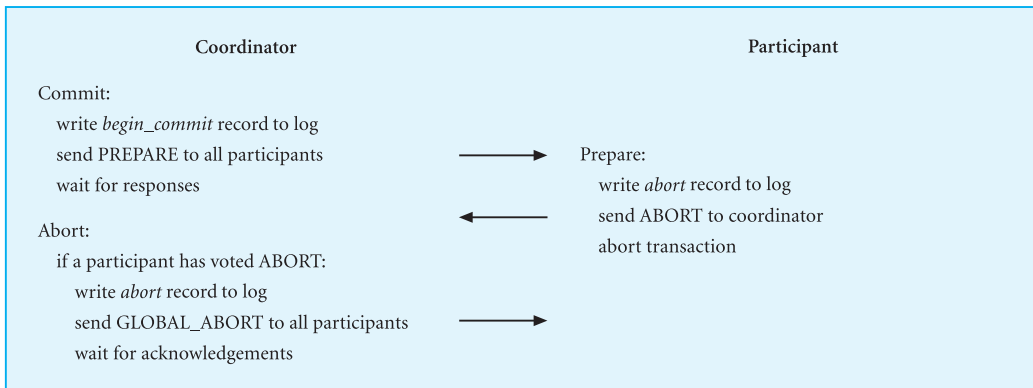 Coordinator
Participant
Commit:
write begin_commit record to log
send PREPARE to all participants
wait for responses
Prepare:
write abort record to log
send ABORT to coordinator
abort transaction
Abort:
if a participant has voted ABORT:
write abort record to log
send GLOBAL_ABORT to all participants
wait for acknowledgements